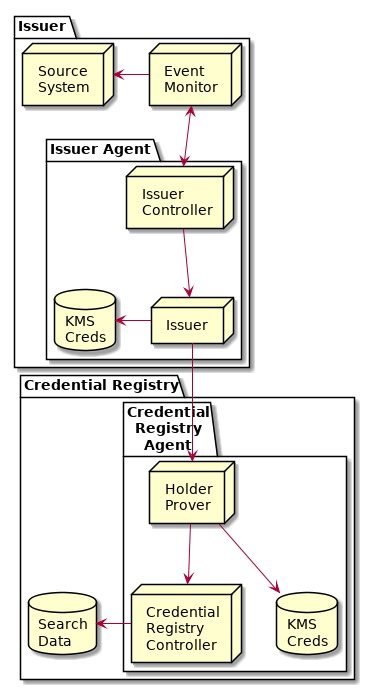 Issuer
Source
System
Event
Monitor
Issuer Agent
Issuer
Controller
KMS
Creds
Issuer
Credential Registry
Credential
Registry
Agent
Holder
Prover
Search
Data
Credential
Registry
Controller
KMS
Creds